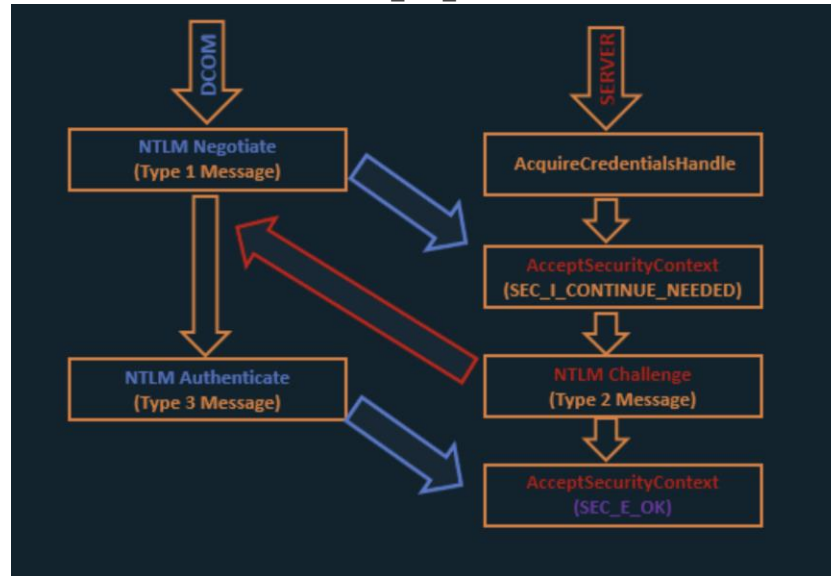 DCOM
SERVER
NTLM Negotiate
(Type 1 Message)
AcquireCredentialsHandle
AcceptSecurityContext
(SEC_I_CONTINUE_NEEDED)
NTLM Authenticate
(Type 3 Message)
NTLM Challenge
(Type 2 Message)
AcceptSecurityContext
(SEC_E_OK)